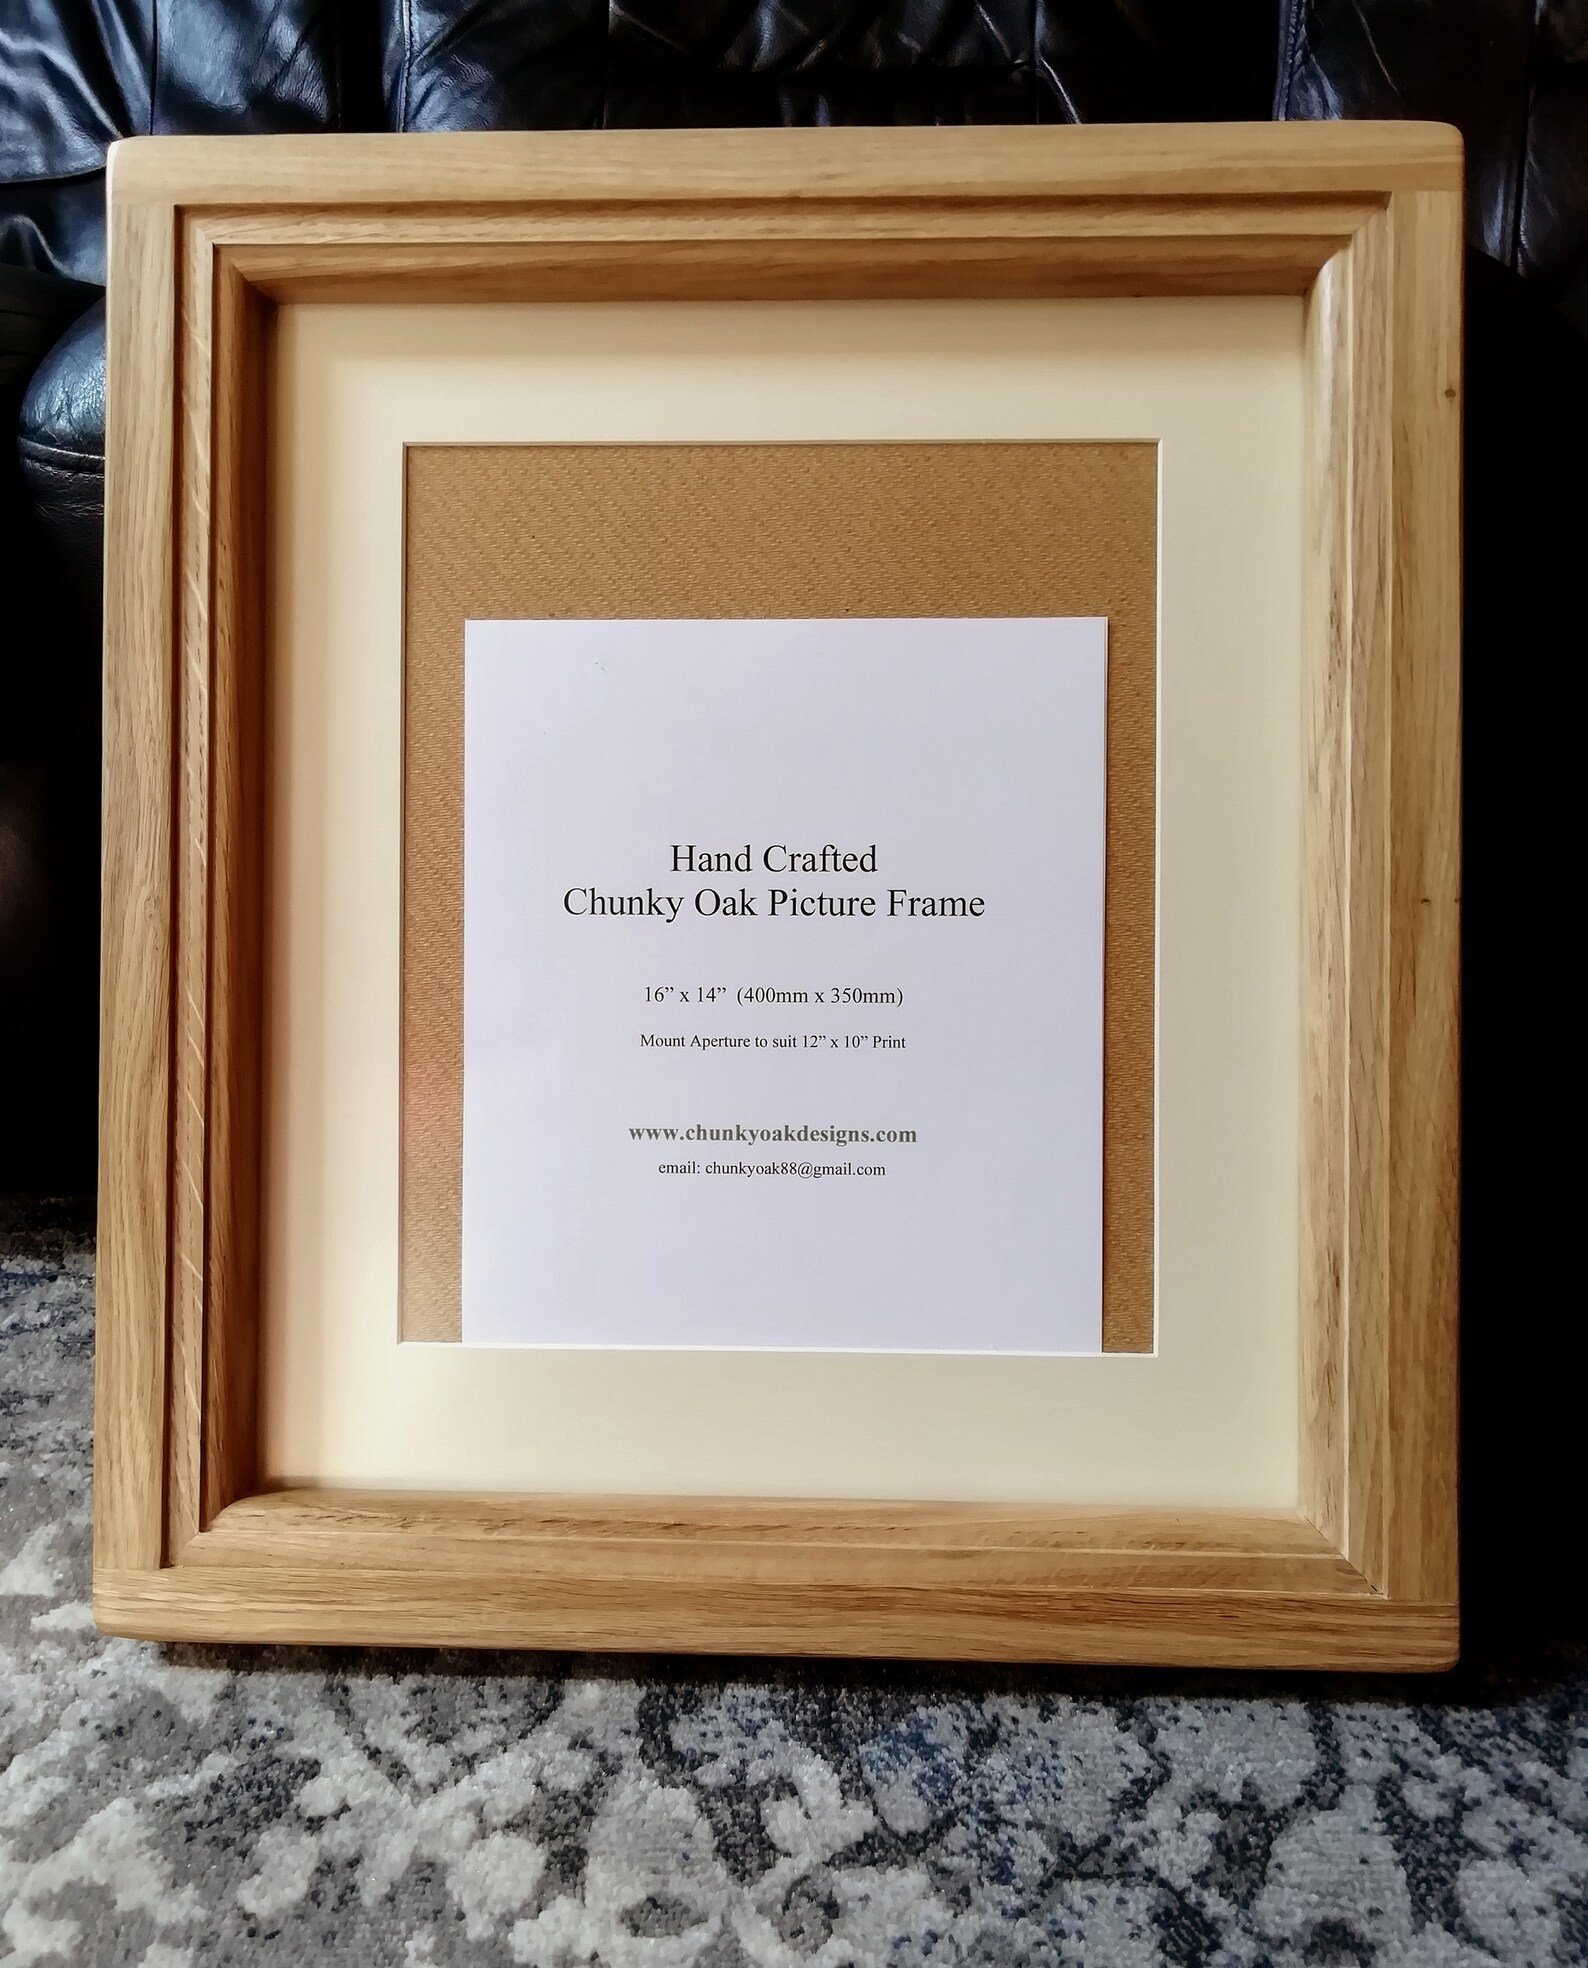 Hand Crafted
Chunky Oak Picture Frame
16” x 14” (400mm x 350mm)
Mount Aperture to suit 12” x 10” Print
www.chunkyoakdesigns.com
email: chunkyoak88@gmail.com